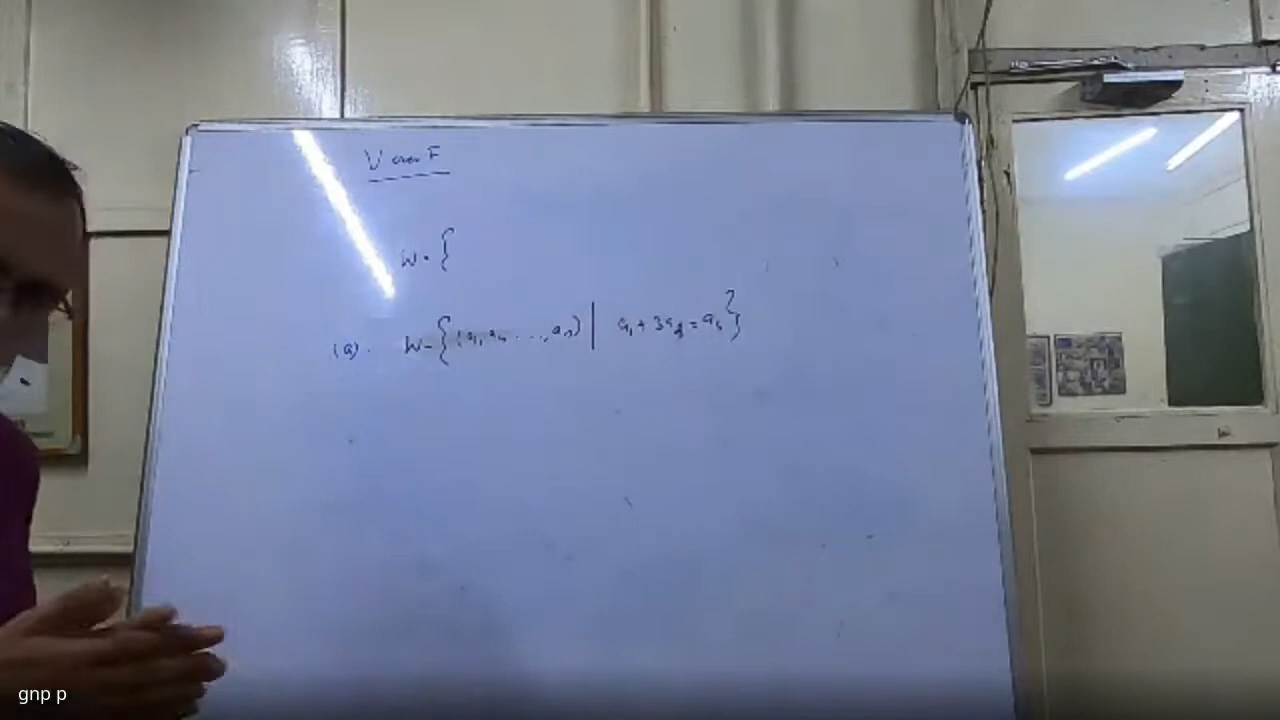 V over F
W = {
(a). W = { (a₁, a₂, ..., aₙ) | a₁ + 3a₂ = a₃ }
gnp p